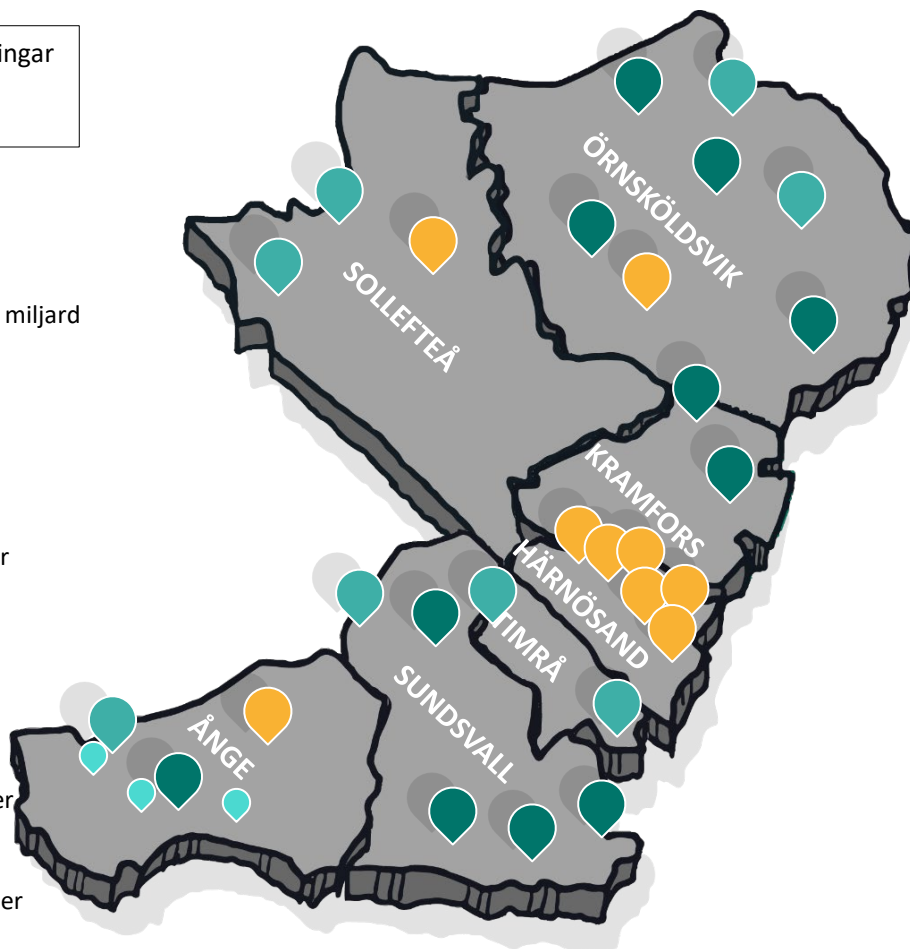 ingar
miljard
r
er
er
ÖRNSKÖLDSVIK
SOLLEFTEÅ
KRAMFORS
HÄRNÖSAND
TIMRÅ
SUNDSVALL
ÅNGE